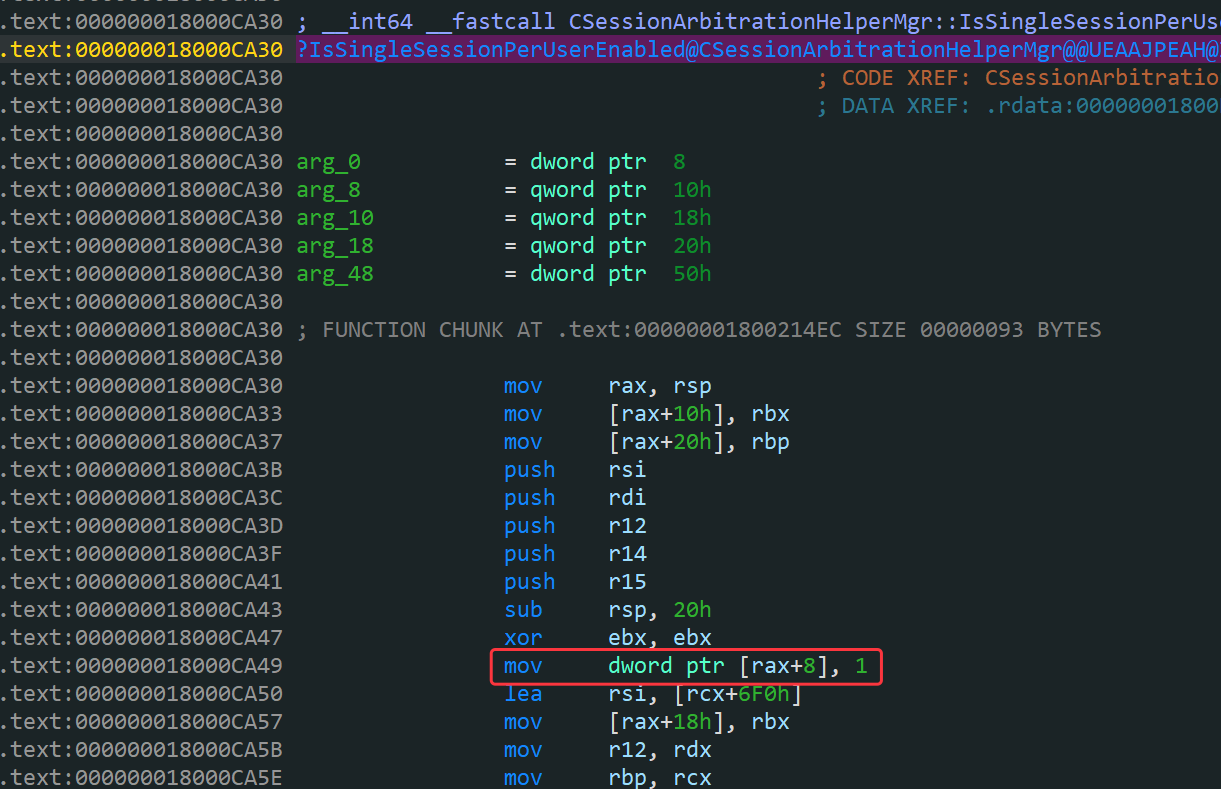 .text:000000018000CA30 ; __int64 __fastcall CSessionArbitrationHelperMgr::IsSingleSessionPerUse
.text:000000018000CA30 ?IsSingleSessionPerUserEnabled@CSessionArbitrationHelperMgr@@UEAAJPEAH@
.text:000000018000CA30 ; CODE XREF: CSessionArbitratio
.text:000000018000CA30 ; DATA XREF: .rdata:00000001800
.text:000000018000CA30
.text:000000018000CA30 arg_0 = dword ptr 8
.text:000000018000CA30 arg_8 = qword ptr 10h
.text:000000018000CA30 arg_10 = qword ptr 18h
.text:000000018000CA30 arg_18 = qword ptr 20h
.text:000000018000CA30 arg_48 = dword ptr 50h
.text:000000018000CA30
.text:000000018000CA30 ; FUNCTION CHUNK AT .text:00000001800214EC SIZE 00000093 BYTES
.text:000000018000CA30
.text:000000018000CA30 mov rax, rsp
.text:000000018000CA33 mov [rax+10h], rbx
.text:000000018000CA37 mov [rax+20h], rbp
.text:000000018000CA3B push rsi
.text:000000018000CA3C push rdi
.text:000000018000CA3D push r12
.text:000000018000CA3F push r14
.text:000000018000CA41 push r15
.text:000000018000CA43 sub rsp, 20h
.text:000000018000CA47 xor ebx, ebx
.text:000000018000CA49 mov dword ptr [rax+8], 1
.text:000000018000CA50 lea rsi, [rcx+6F0h]
.text:000000018000CA57 mov [rax+18h], rbx
.text:000000018000CA5B mov r12, rdx
.text:000000018000CA5E mov rbp, rcx